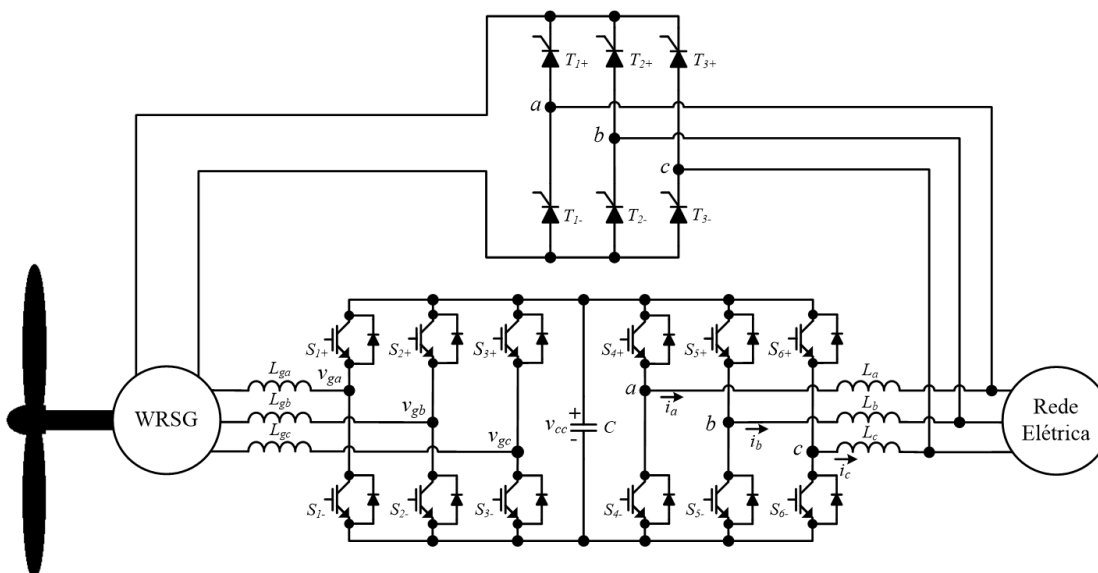 T1+ T2+ T3+
a
b
c
T1- T2- T3-
S1+ S2+ S3+ S4+ S5+ S6+
Lga vga a La
WRSG Lgb vgb vcc + - C b ia Lb Rede Elétrica
Lgc vgc c ib Lc
ic
S1- S2- S3- S4- S5- S6-